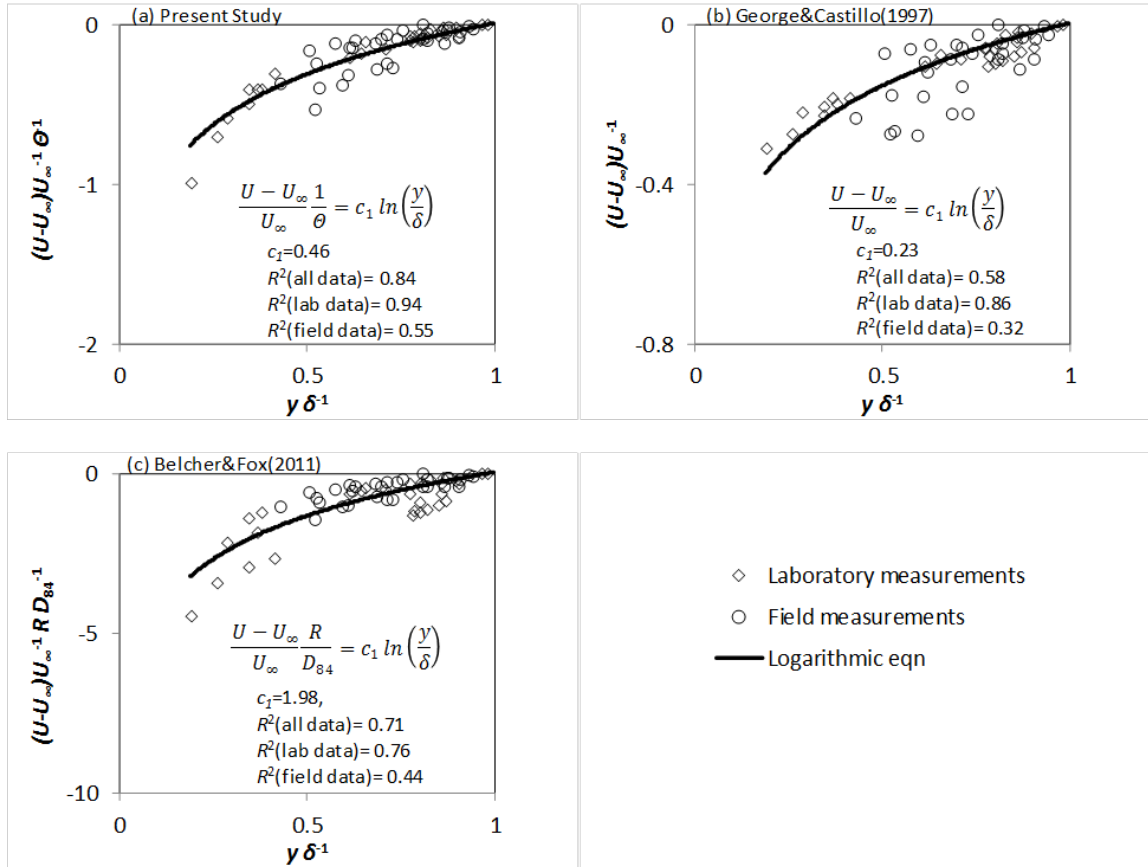 (a) Present Study
0
-1
-2
(U-U∞)U∞⁻¹ Θ⁻¹
(U − U∞)/U∞ 1/Θ = c₁ ln(y/δ)
c₁=0.46
R²(all data)= 0.84
R²(lab data)= 0.94
R²(field data)= 0.55
0 0.5 1
y δ⁻¹
(b) George&Castillo(1997)
0
-0.4
-0.8
(U-U∞)U∞⁻¹
(U − U∞)/U∞ = c₁ ln(y/δ)
c₁=0.23
R²(all data)= 0.58
R²(lab data)= 0.86
R²(field data)= 0.32
0 0.5 1
y δ⁻¹
(c) Belcher&Fox(2011)
0
-5
-10
(U-U∞)U∞⁻¹ R D₈₄⁻¹
(U − U∞)/U∞ R/D₈₄ = c₁ ln(y/δ)
c₁=1.98,
R²(all data)= 0.71
R²(lab data)= 0.76
R²(field data)= 0.44
0 0.5 1
y δ⁻¹
Laboratory measurements
Field measurements
Logarithmic eqn